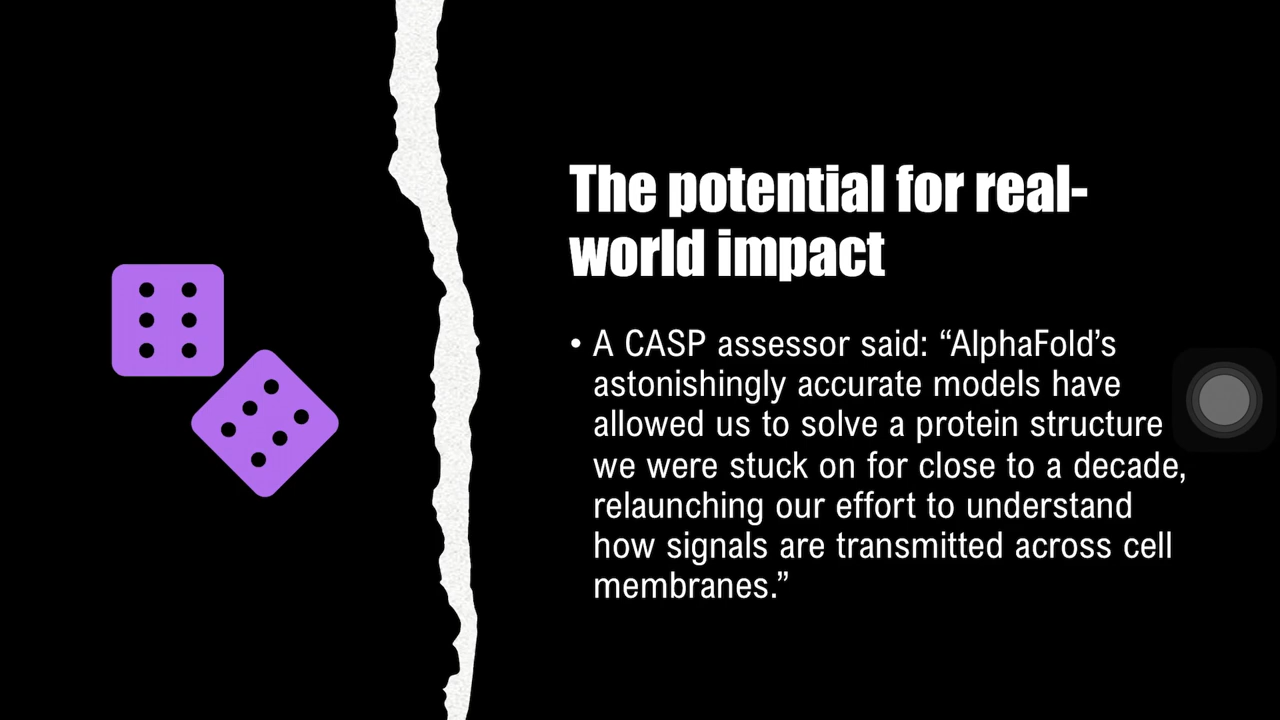 The potential for real-
world impact
• A CASP assessor said: “AlphaFold’s
astonishingly accurate models have
allowed us to solve a protein structure
we were stuck on for close to a decade,
relaunching our effort to understand
how signals are transmitted across cell
membranes.”